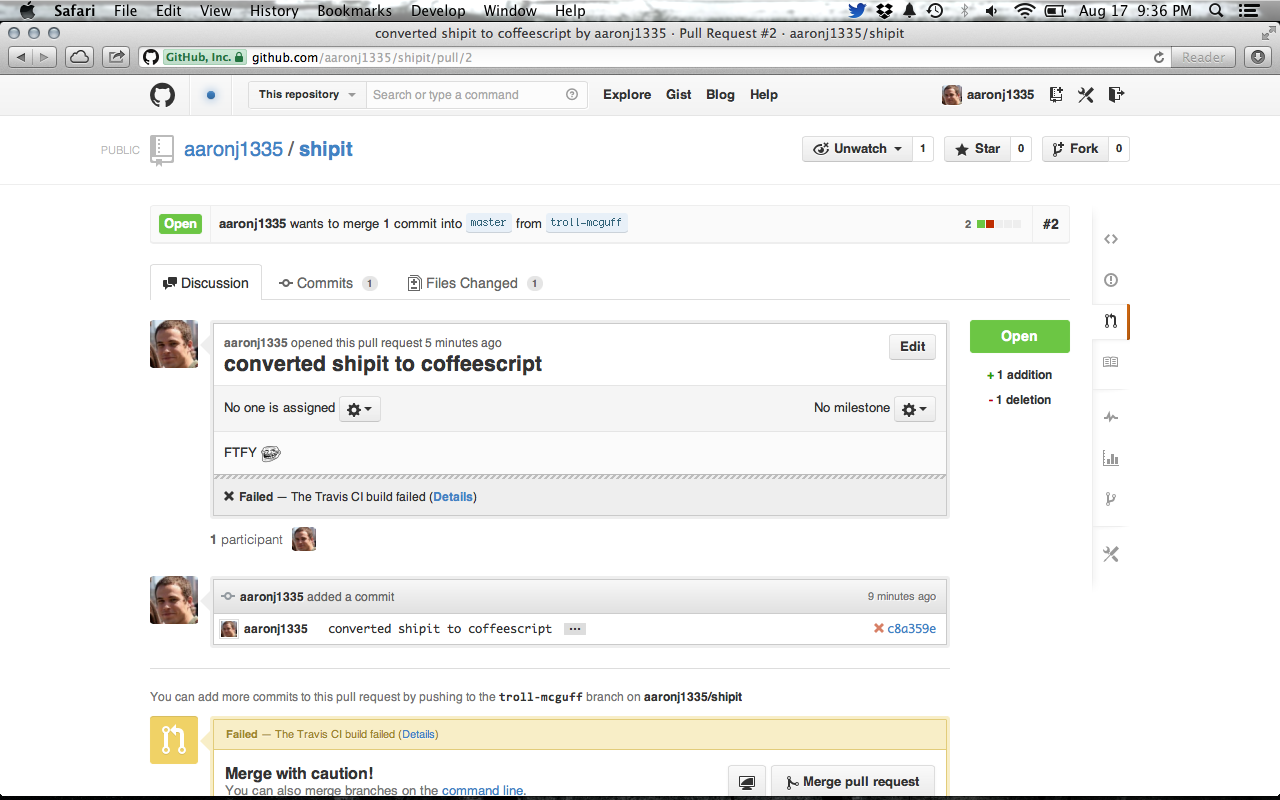 Safari File Edit View History Bookmarks Develop Window Help Aug 17 9:36 PM
converted shipit to coffeescript by aaronj1335 · Pull Request #2 · aaronj1335/shipit
GitHub, Inc. github.com/aaronj1335/shipit/pull/2 Reader
This repository Search or type a command Explore Gist Blog Help aaronj1335
PUBLIC aaronj1335 / shipit Unwatch 1 Star 0 Fork 0
Open aaronj1335 wants to merge 1 commit into master from troll-mcguff 2 #2
Discussion Commits 1 Files Changed 1
aaronj1335 opened this pull request 5 minutes ago
converted shipit to coffeescript
Edit
Open
+ 1 addition
- 1 deletion
No one is assigned No milestone
FTFY
Failed — The Travis CI build failed (Details)
1 participant
aaronj1335 added a commit 9 minutes ago
aaronj1335 converted shipit to coffeescript ... c8a359e
You can add more commits to this pull request by pushing to the troll-mcguff branch on aaronj1335/shipit
Failed — The Travis CI build failed (Details)
Merge with caution!
You can also merge branches on the command line.
Merge pull request